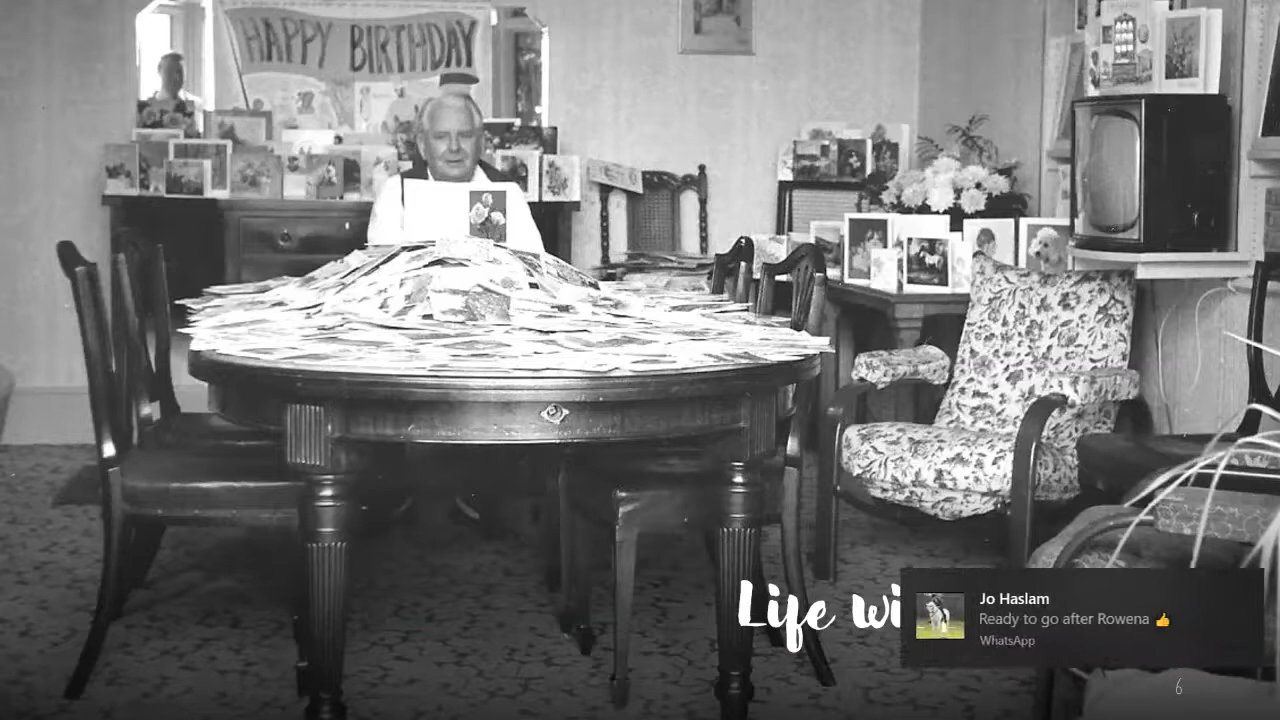 HAPPY BIRTHDAY
Life wi
Jo Haslam
Ready to go after Rowena 👍
WhatsApp
6